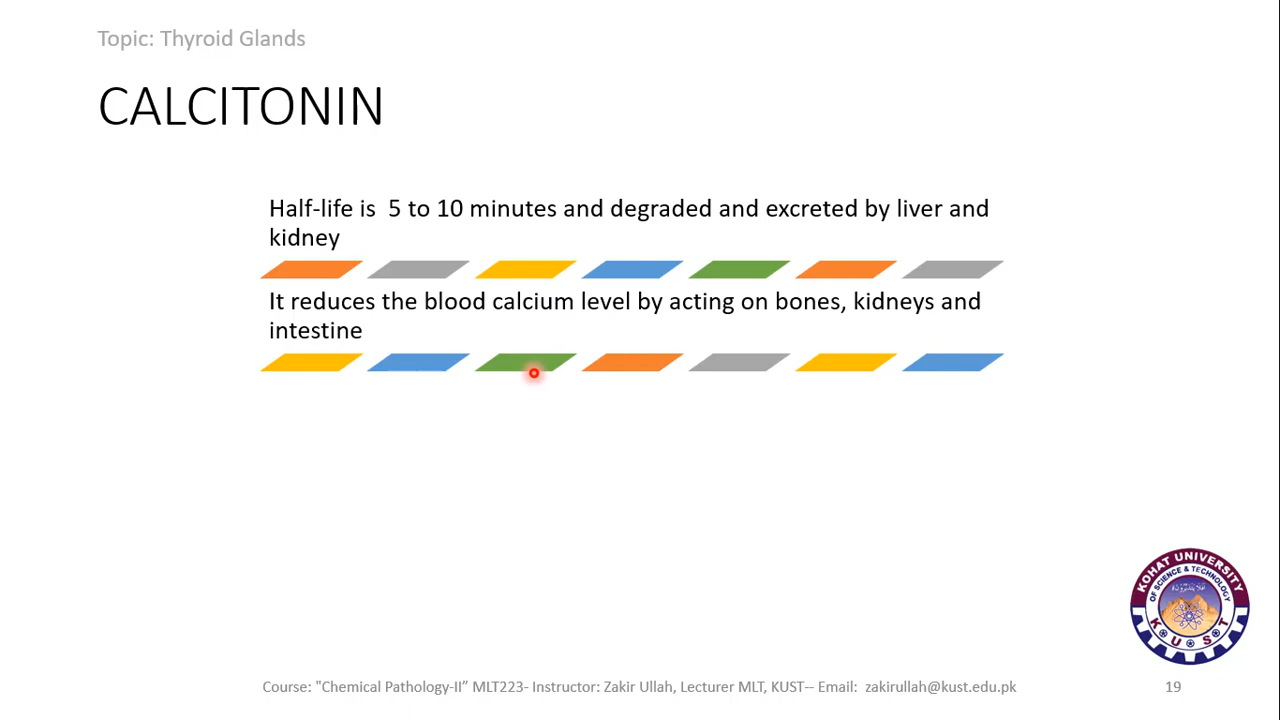 Topic: Thyroid Glands
CALCITONIN
Half-life is  5 to 10 minutes and degraded and excreted by liver and
kidney
It reduces the blood calcium level by acting on bones, kidneys and
intestine
KOHAT UNIVERSITY
OF SCIENCE & TECHNOLOGY
K U S T
Course: "Chemical Pathology-II” MLT223- Instructor: Zakir Ullah, Lecturer MLT, KUST-- Email:  zakirullah@kust.edu.pk
19